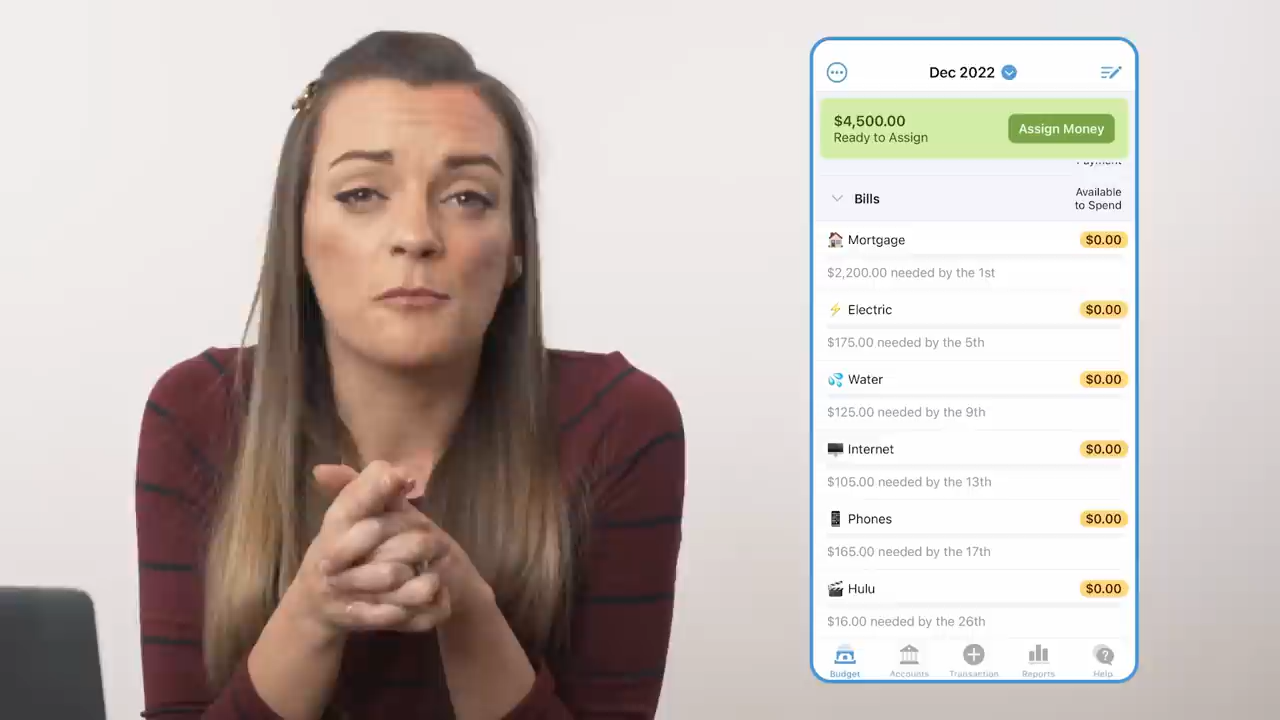 Dec 2022
$4,500.00
Ready to Assign
Assign Money
Payment
Bills
Available
to Spend
Mortgage $0.00
$2,200.00 needed by the 1st
Electric $0.00
$175.00 needed by the 5th
Water $0.00
$125.00 needed by the 9th
Internet $0.00
$105.00 needed by the 13th
Phones $0.00
$165.00 needed by the 17th
Hulu $0.00
$16.00 needed by the 26th
Budget Accounts Transaction Reports Help